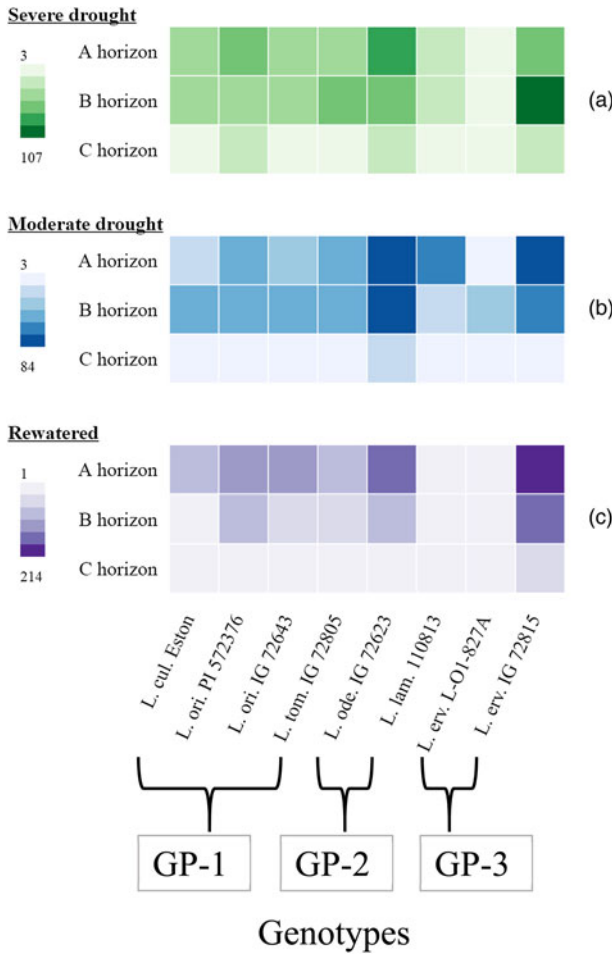 Severe drought
3
107
A horizon
B horizon
C horizon
(a)
Moderate drought
3
84
A horizon
B horizon
C horizon
(b)
Rewatered
1
214
A horizon
B horizon
C horizon
(c)
L. cul. Eston
L. ori. PI 572376
L. ori. IG 72643
L. tom. IG 72805
L. ode. IG 72623
L. lam. 110813
L. erv. L-O1-827A
L. erv. IG 72815
GP-1
GP-2
GP-3
Genotypes